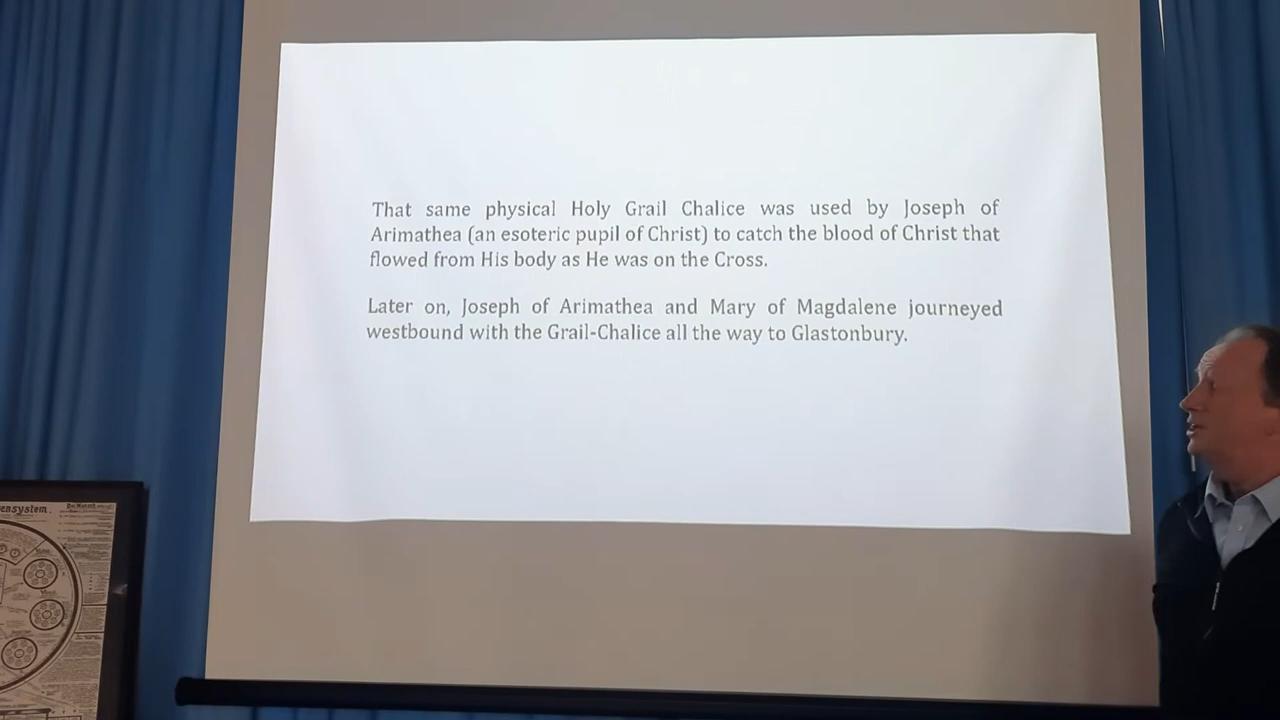 That same physical Holy Grail Chalice was used by Joseph of
Arimathea (an esoteric pupil of Christ) to catch the blood of Christ that
flowed from His body as He was on the Cross.
Later on, Joseph of Arimathea and Mary of Magdalene journeyed
westbound with the Grail-Chalice all the way to Glastonbury.
ensystem.